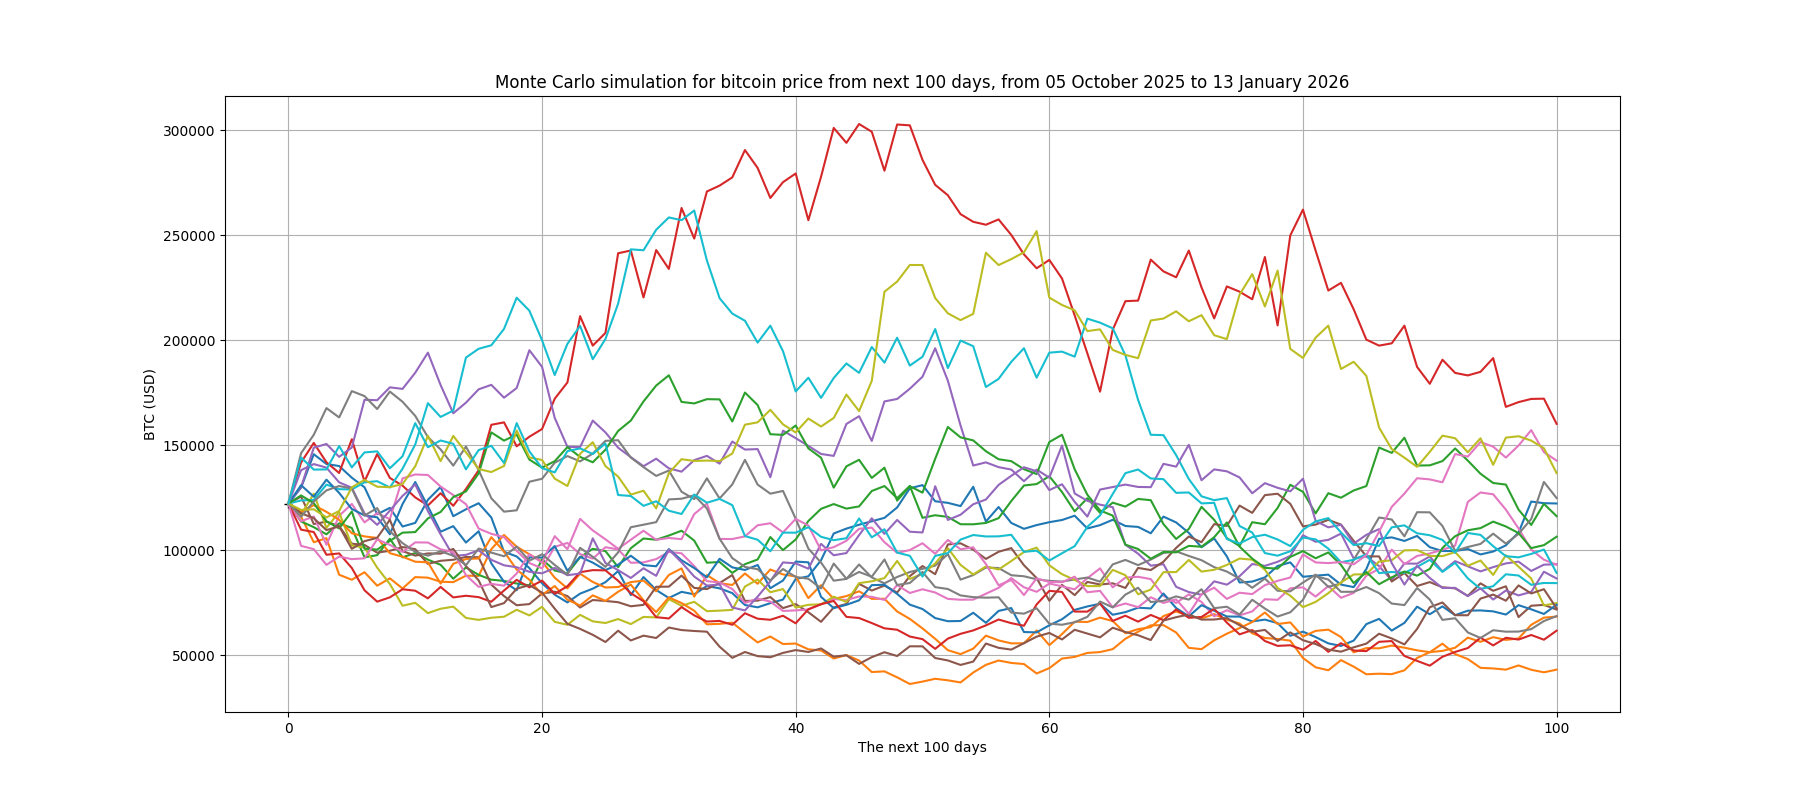 Monte Carlo simulation for bitcoin price from next 100 days, from 05 October 2025 to 13 January 2026
300000
250000
200000
150000
100000
50000
BTC (USD)
0 20 40 60 80 100
The next 100 days